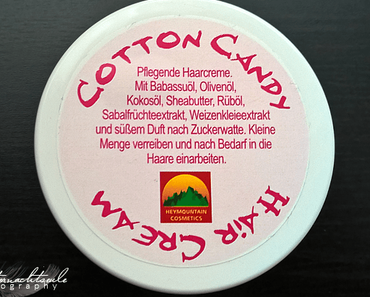 COTTON CANDY
Pflegende Haarcreme.
Mit Babassuöl, Olivenöl,
Kokosöl, Sheabutter, Rüböl,
Sabalfrüchteextrakt, Weizenkleieextrakt
und süßem Duft nach Zuckerwatte. Kleine
Menge verreiben und nach Bedarf in die
Haare einarbeiten.
HEYMOUNTAIN
COSMETICS
HAIR CREAM